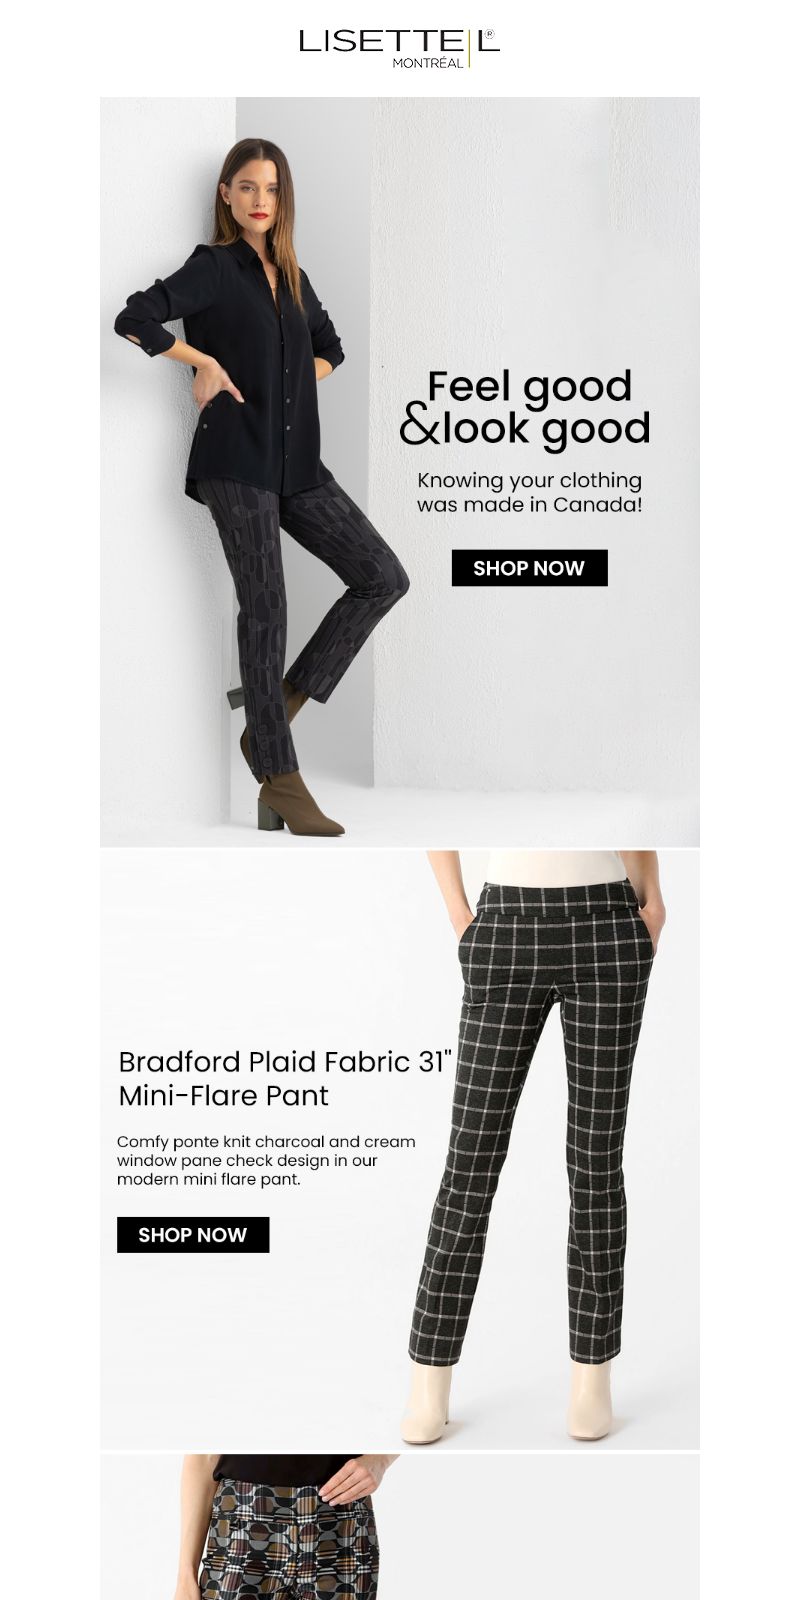 LISETTE L®
MONTRÉAL
Feel good
&look good
Knowing your clothing
was made in Canada!
SHOP NOW
Bradford Plaid Fabric 31"
Mini-Flare Pant
Comfy ponte knit charcoal and cream
window pane check design in our
modern mini flare pant.
SHOP NOW